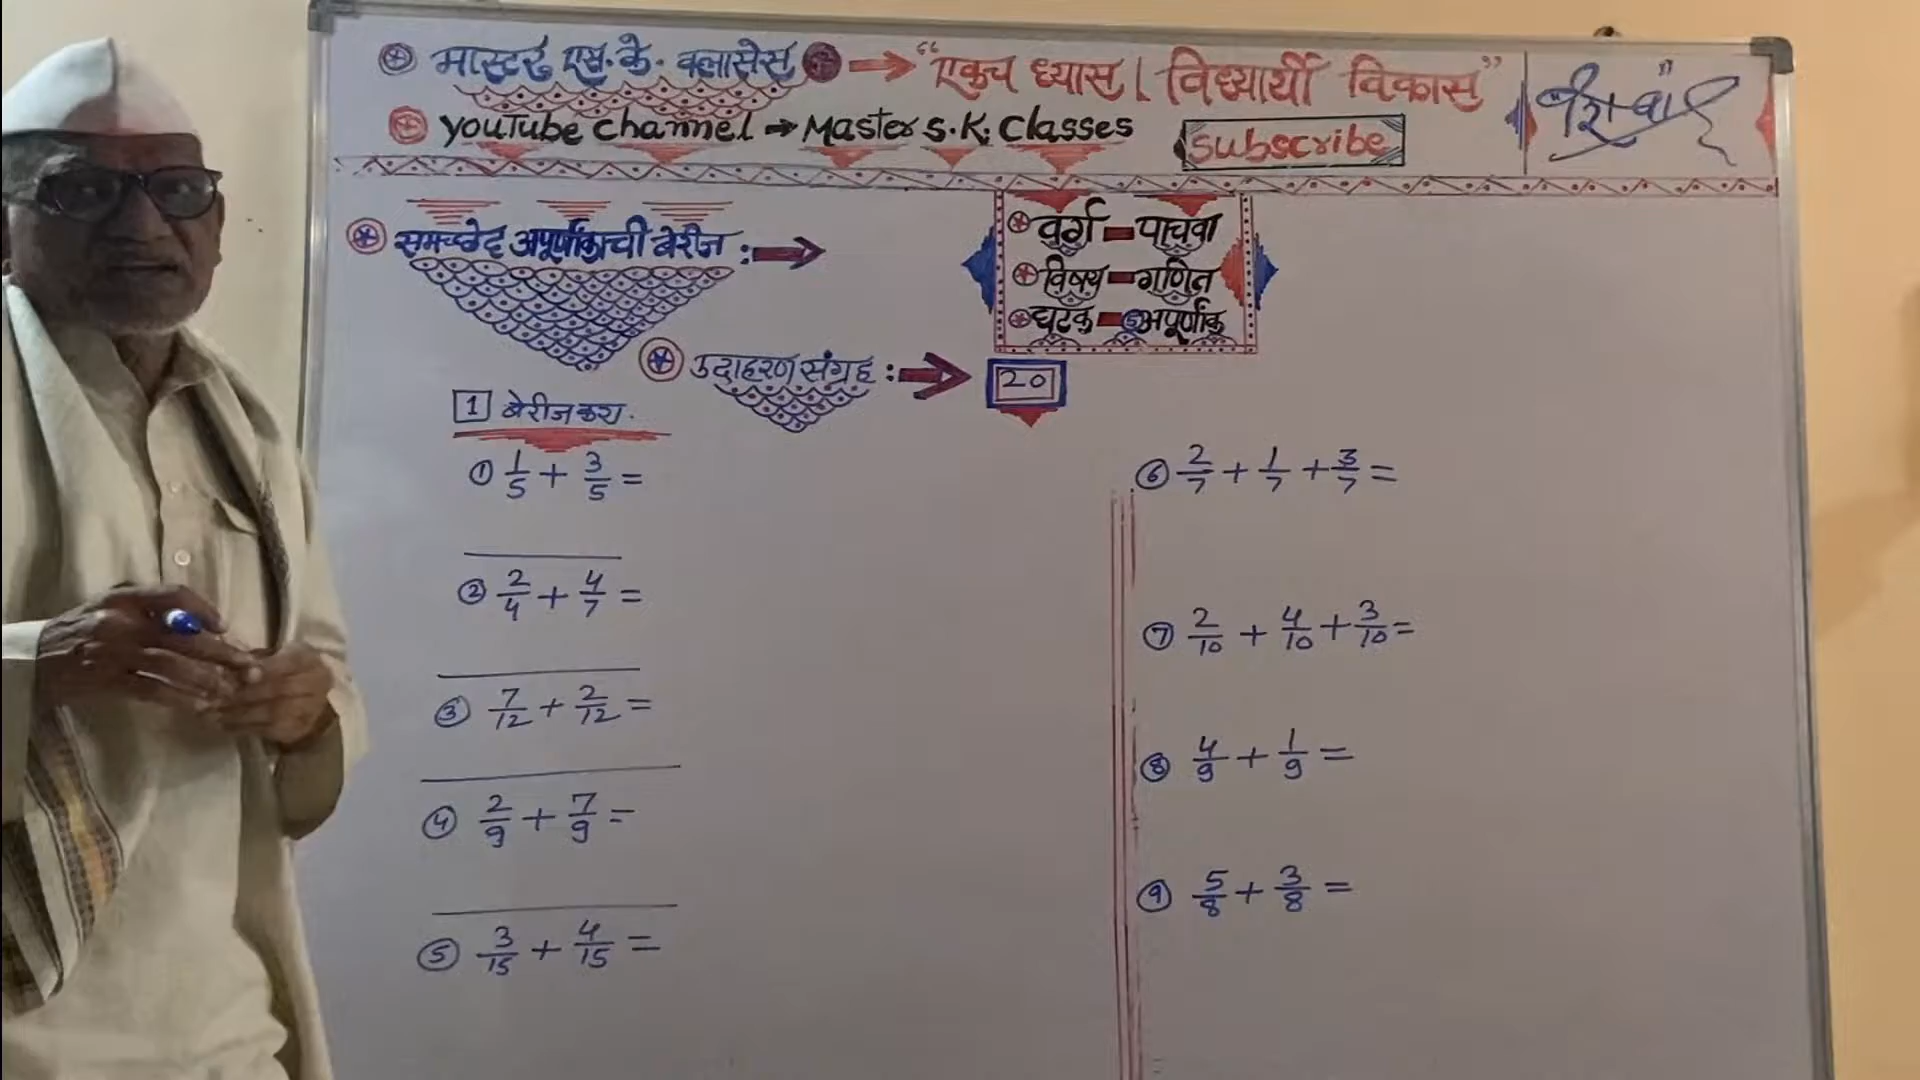 मास्टर एस.के. क्लासेस → "एकच ध्यास । विध्यार्थी विकास"
YouTube channel → Master S.K. Classes subscribe
समच्छेद अपूर्णांकाची बेरीज :→
वर्ग - पाचवा
विषय - गणित
घटक - ⑤ अपूर्णांक
उदाहरण संग्रह :→ 20
1 बेरीज करा.
① 1/5 + 3/5 =
② 2/4 + 4/7 =
③ 7/12 + 2/12 =
④ 2/9 + 7/9 =
⑤ 3/15 + 4/15 =
⑥ 2/7 + 1/7 + 3/7 =
⑦ 2/10 + 4/10 + 3/10 =
⑧ 4/9 + 1/9 =
⑨ 5/8 + 3/8 =